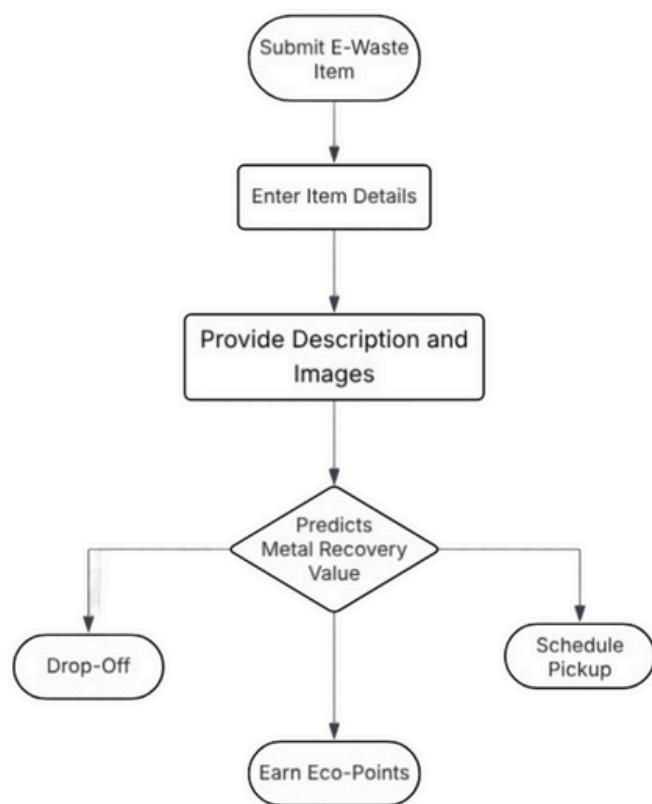 Submit E-Waste
Item
Enter Item Details
Provide Description and
Images
Predicts
Metal Recovery
Value
Drop-Off
Schedule
Pickup
Earn Eco-Points